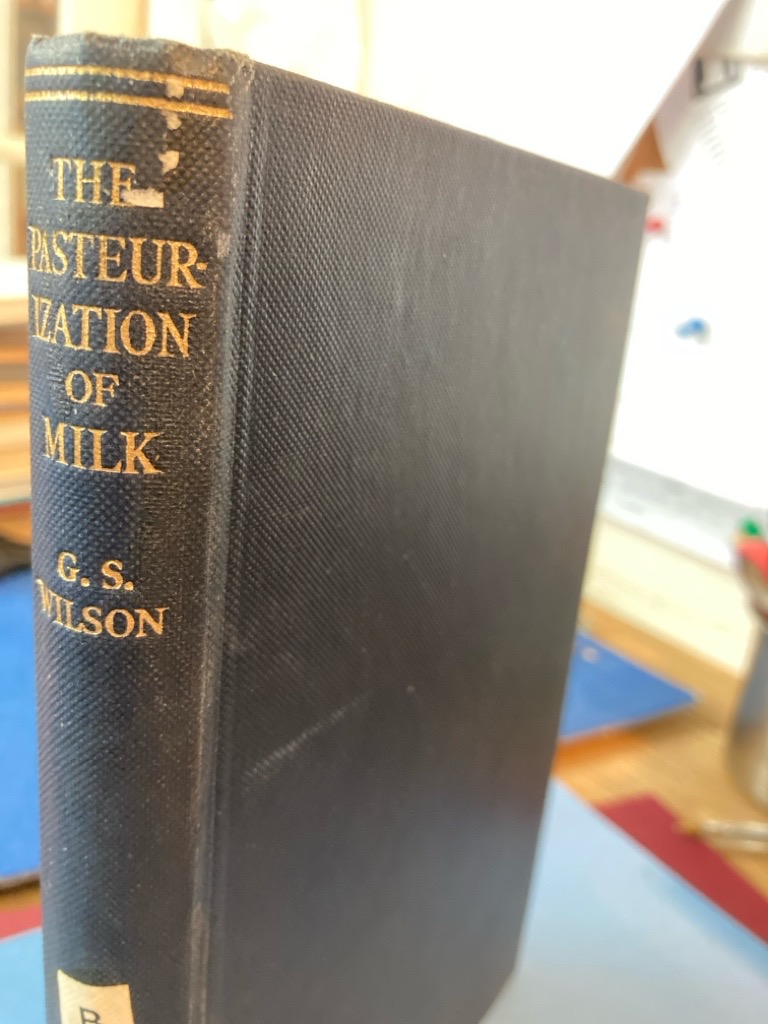 THE
PASTEUR-
IZATION
OF
MILK
G. S.
WILSON
B